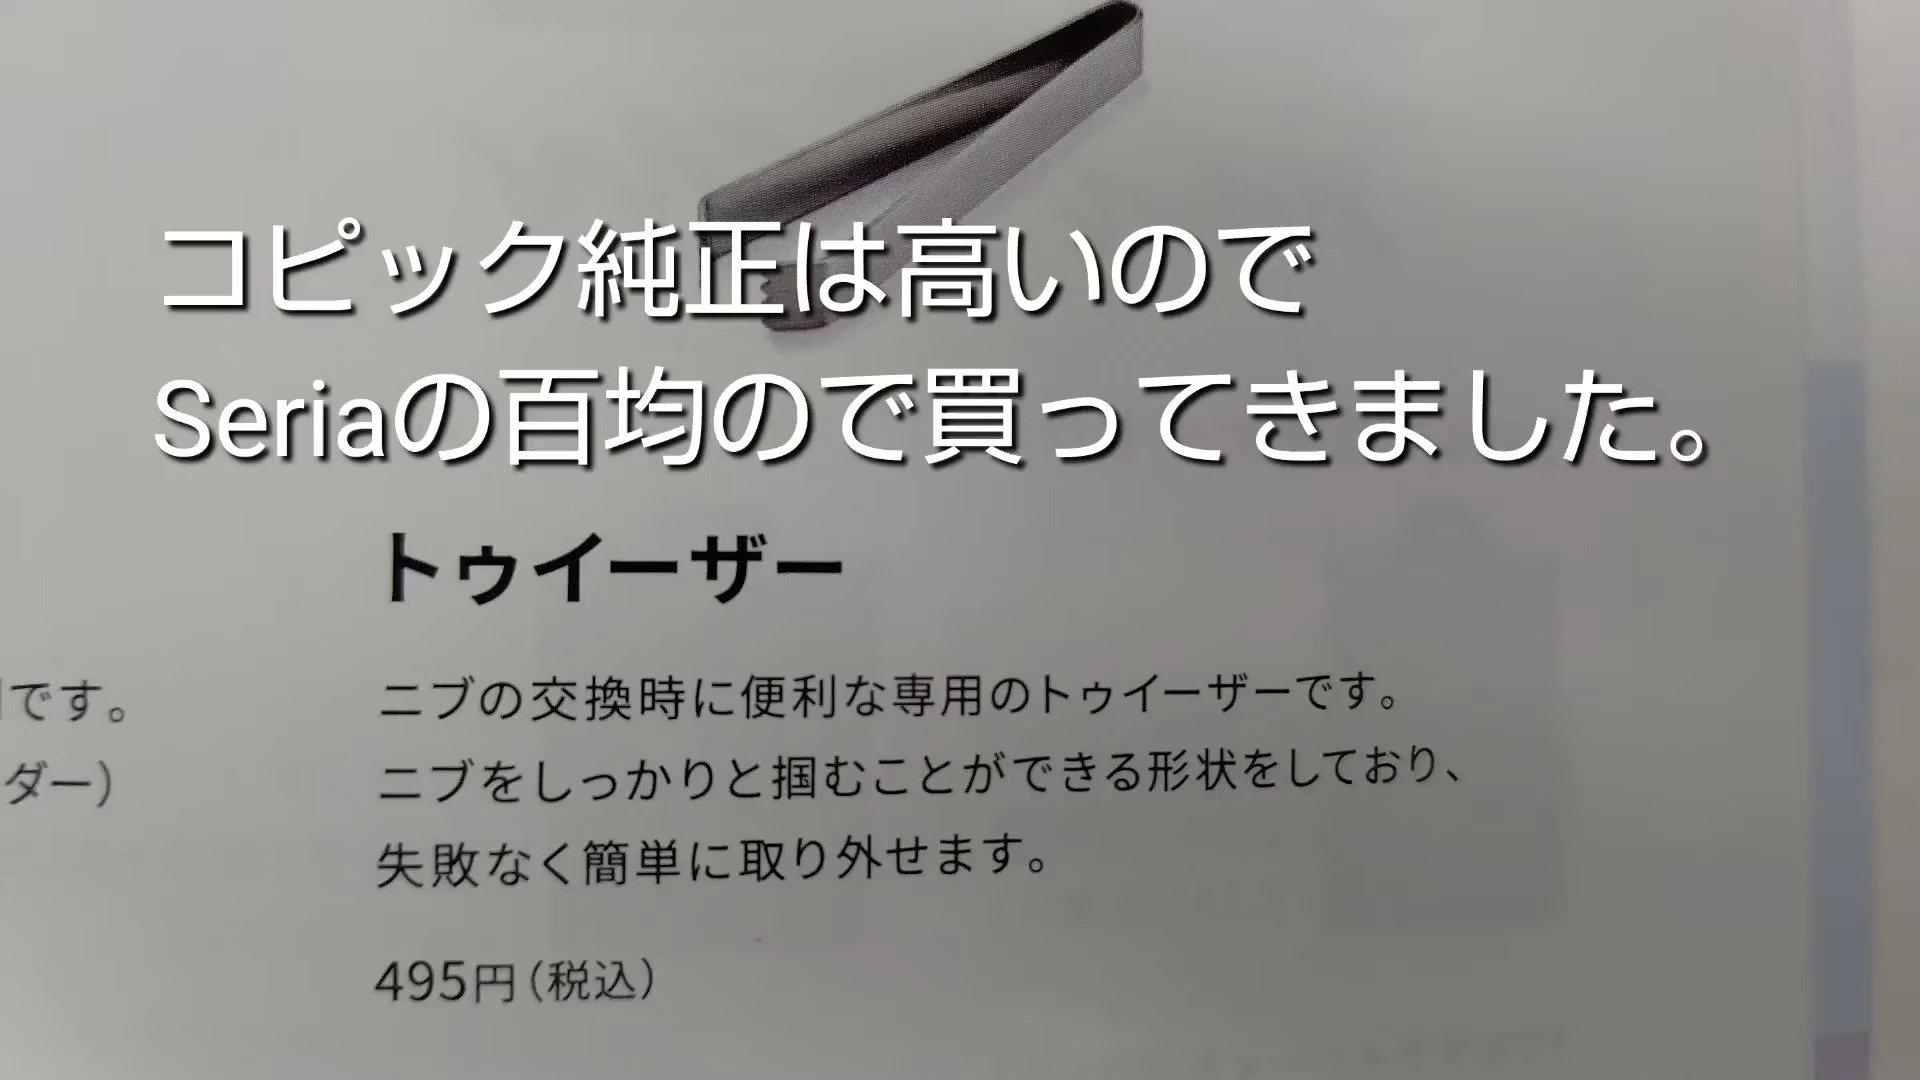 コピック純正は高いので
Seriaの百均ので買ってきました。
トゥイーザー
です。
ダー）
ニブの交換時に便利な専用のトゥイーザーです。
ニブをしっかりと掴むことができる形状をしており、
失敗なく簡単に取り外せます。
495円（税込）